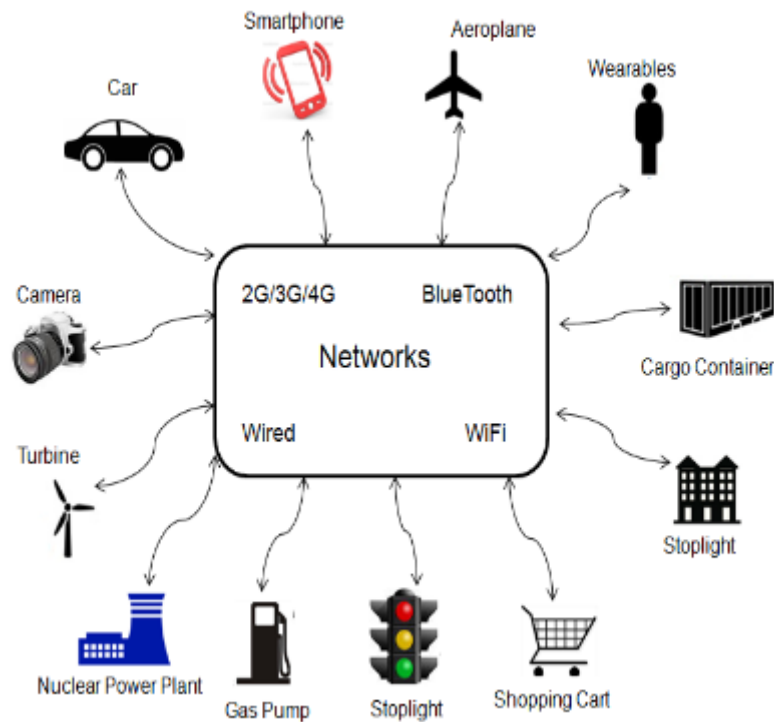 Smartphone
Aeroplane
Wearables
Car
2G/3G/4G
BlueTooth
Camera
Networks
Cargo Container
Wired
WiFi
Turbine
Stoplight
Nuclear Power Plant
Gas Pump
Stoplight
Shopping Cart